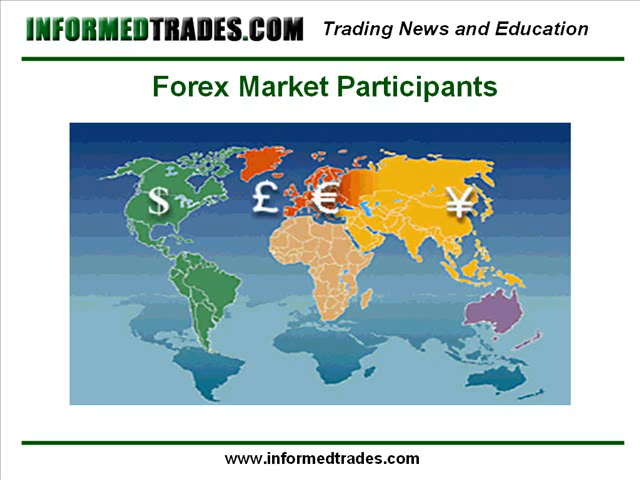 INFORMEDTRADES.COM Trading News and Education
Forex Market Participants
$ £ € ¥
www.informedtrades.com